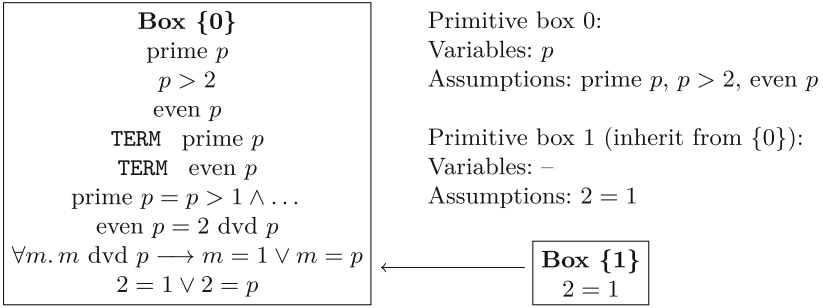 Box {0}
prime p
p > 2
even p
TERM prime p
TERM even p
prime p = p > 1 ∧ …
even p = 2 dvd p
∀m. m dvd p ⟶ m = 1 ∨ m = p
2 = 1 ∨ 2 = p
Primitive box 0:
Variables: p
Assumptions: prime p, p > 2, even p
Primitive box 1 (inherit from {0}):
Variables: –
Assumptions: 2 = 1
Box {1}
2 = 1